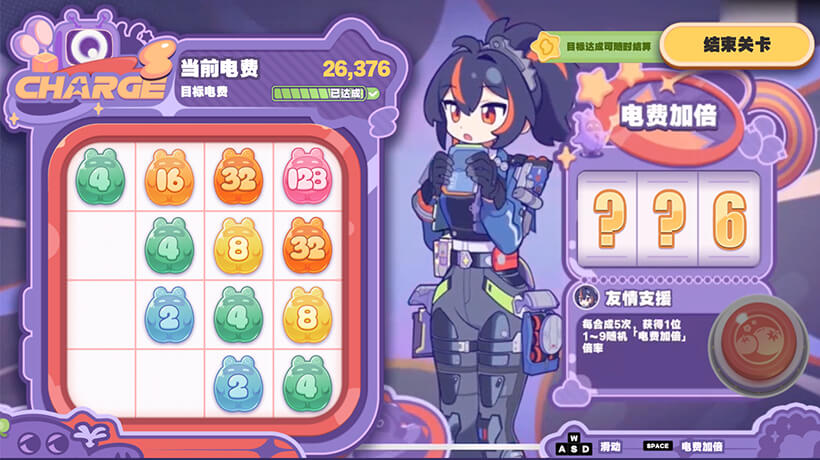 CHARGE
当前电费
26,376
目标电费
已达成!
目标达成可随时结算
结束关卡
电费加倍
4 16 32 128
4 8 32
2 4 8
2 4
? ? 6
友情支援
每合成5次,获得1位
1~9随机「电费加倍」
倍率
W
A S D 滑动 SPACE 电费加倍